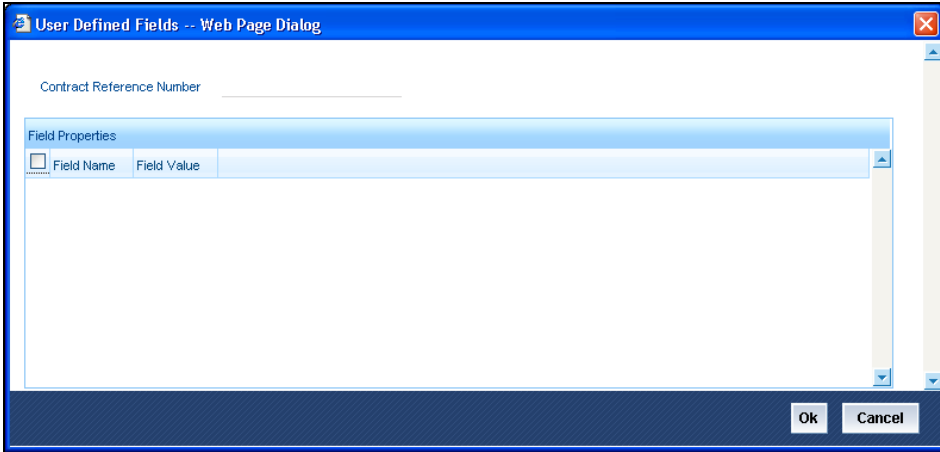 User Defined Fields -- Web Page Dialog
Contract Reference Number
Field Properties
Field Name Field Value
Ok Cancel